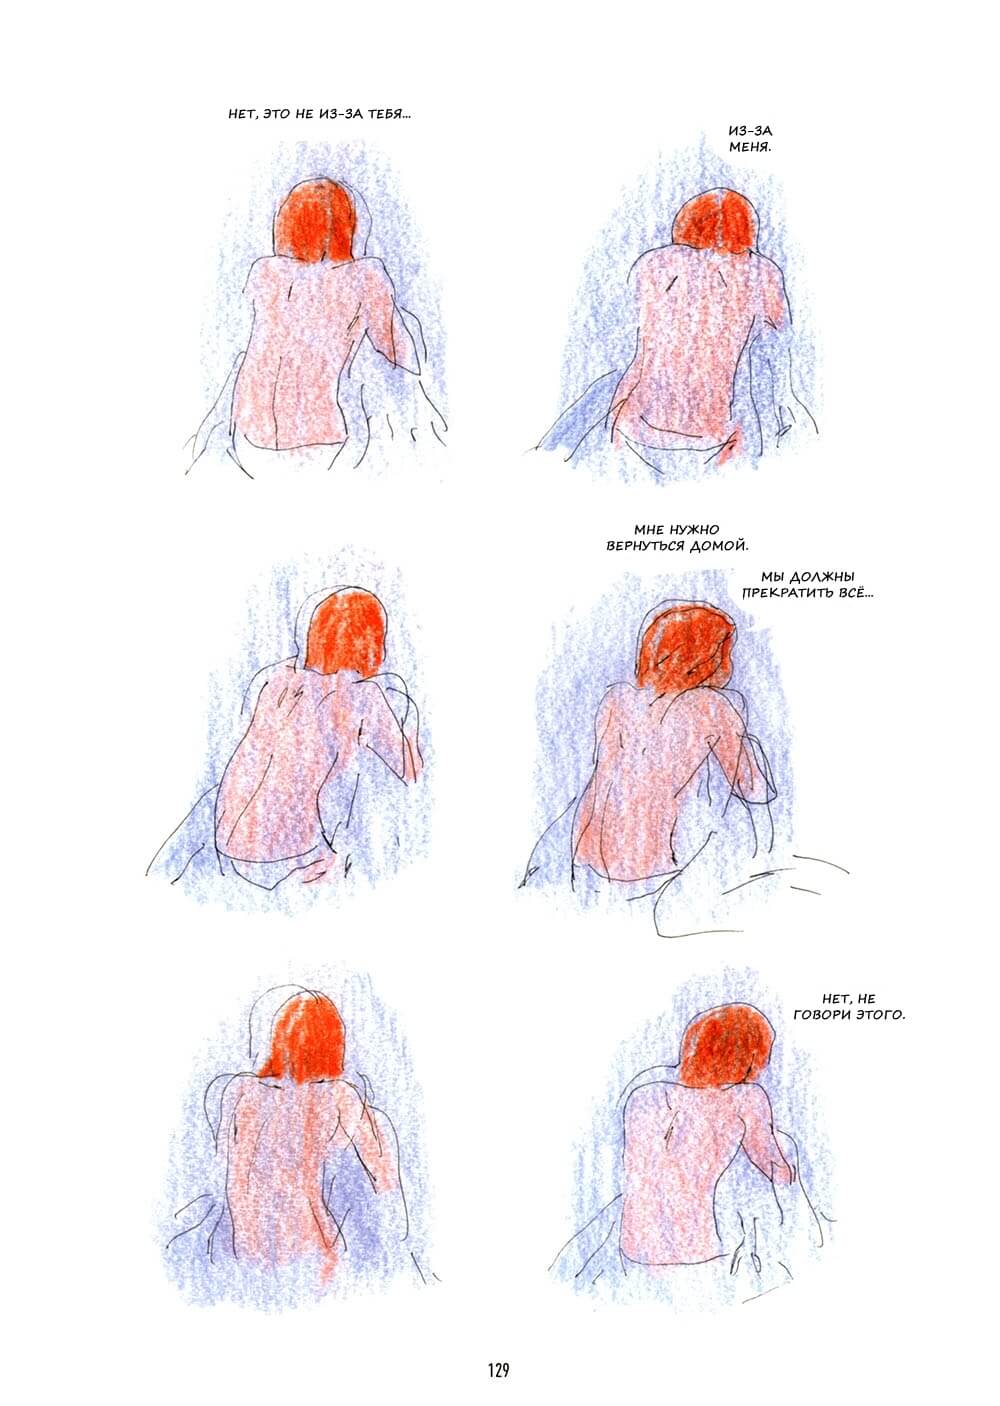 НЕТ, ЭТО НЕ ИЗ-ЗА ТЕБЯ...
ИЗ-ЗА
МЕНЯ.
МНЕ НУЖНО
ВЕРНУТЬСЯ ДОМОЙ.
МЫ ДОЛЖНЫ
ПРЕКРАТИТЬ ВСЁ...
НЕТ, НЕ
ГОВОРИ ЭТОГО.
129